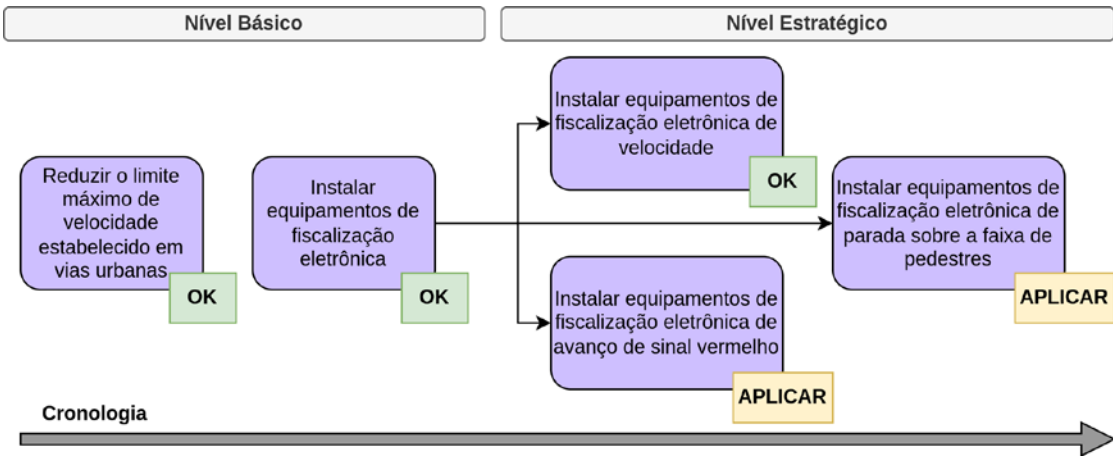 Nível Básico
Nível Estratégico
Reduzir o limite
máximo de
velocidade
estabelecido em
vias urbanas
OK
Instalar
equipamentos de
fiscalização
eletrônica
OK
Instalar equipamentos de
fiscalização eletrônica de
velocidade
OK
Instalar equipamentos de
fiscalização eletrônica de
avanço de sinal vermelho
APLICAR
Instalar equipamentos de
fiscalização eletrônica de
parada sobre a faixa de
pedestres
APLICAR
Cronologia